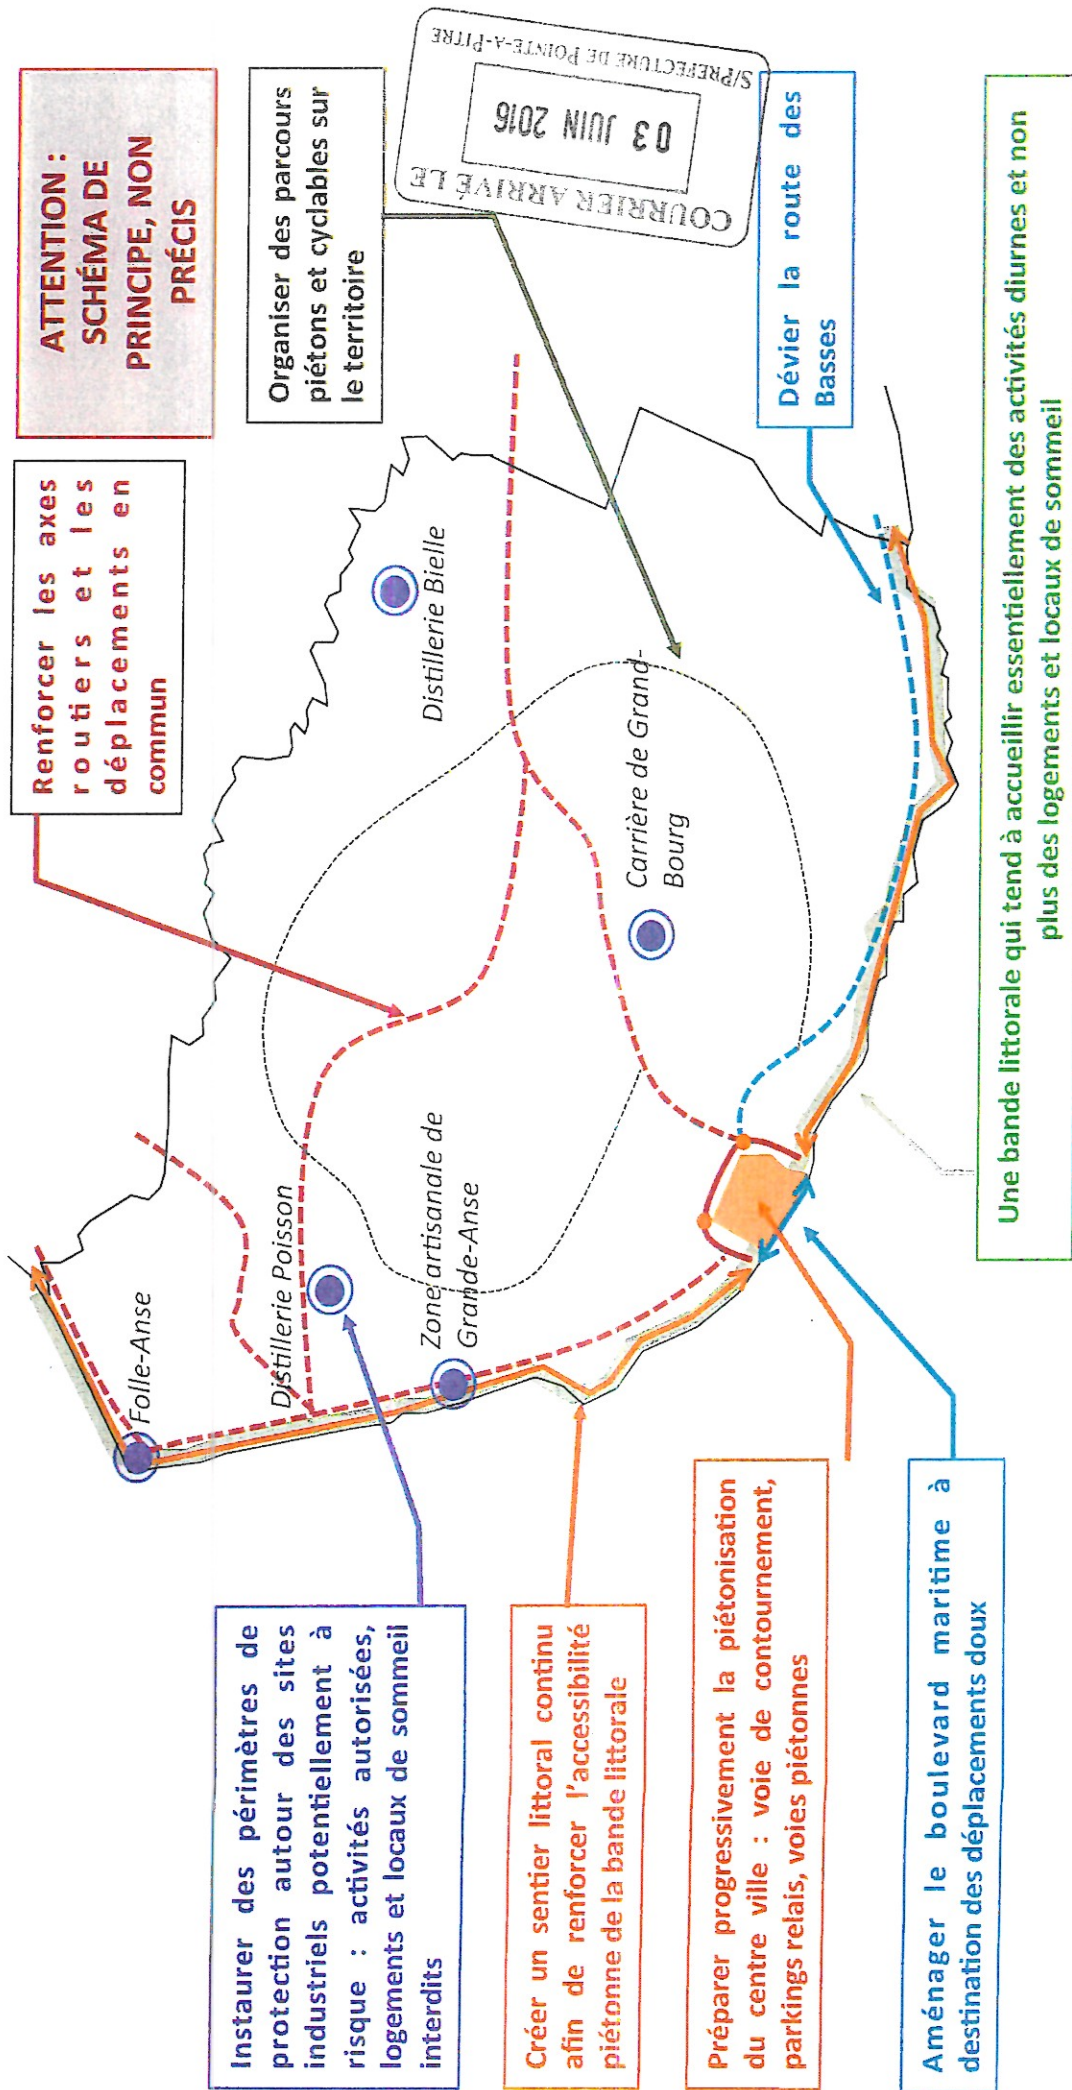 ATTENTION :
SCHÉMA DE
PRINCIPE, NON
PRÉCIS
Renforcer les axes
routiers et les
déplacements en
commun
Organiser des parcours
piétons et cyclables sur
le territoire
COURRIER ARRIVÉ LE
03 JUIN 2016
S/PREFECTURE DE POINTE-A-PITRE
Dévier la route des
Basses
Une bande littorale qui tend à accueillir essentiellement des activités diurnes et non
plus des logements et locaux de sommeil
Folle-Anse
Distillerie Poisson
Zone artisanale de
Grande-Anse
Distillerie Bielle
Carrière de Grand-
Bourg
Instaurer des périmètres de
protection autour des sites
industriels potentiellement à
risque : activités autorisées,
logements et locaux de sommeil
interdits
Créer un sentier littoral continu
afin de renforcer l'accessibilité
piétonne de la bande littorale
Préparer progressivement la piétonisation
du centre ville : voie de contournement,
parkings relais, voies piétonnes
Aménager le boulevard maritime à
destination des déplacements doux